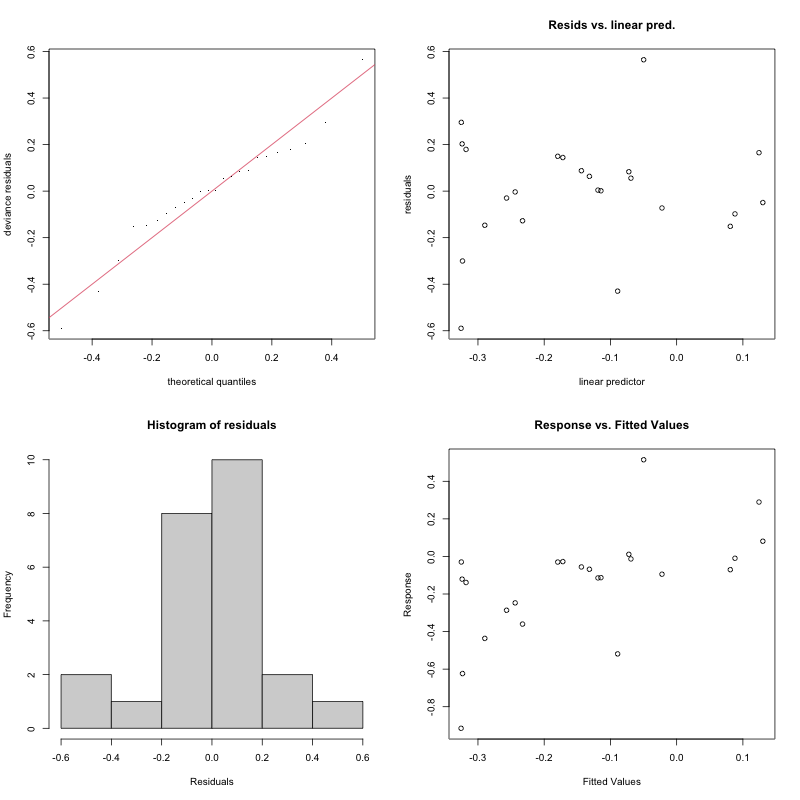 deviance residuals
0.6
0.4
0.2
0.0
-0.2
-0.4
-0.6
-0.4 -0.2 0.0 0.2 0.4
theoretical quantiles
Resids vs. linear pred.
residuals
0.6
0.4
0.2
0.0
-0.2
-0.4
-0.6
-0.3 -0.2 -0.1 0.0 0.1
linear predictor
Histogram of residuals
Frequency
10
8
6
4
2
0
-0.6 -0.4 -0.2 0.0 0.2 0.4 0.6
Residuals
Response vs. Fitted Values
Response
0.4
0.2
0.0
-0.2
-0.4
-0.6
-0.8
-0.3 -0.2 -0.1 0.0 0.1
Fitted Values